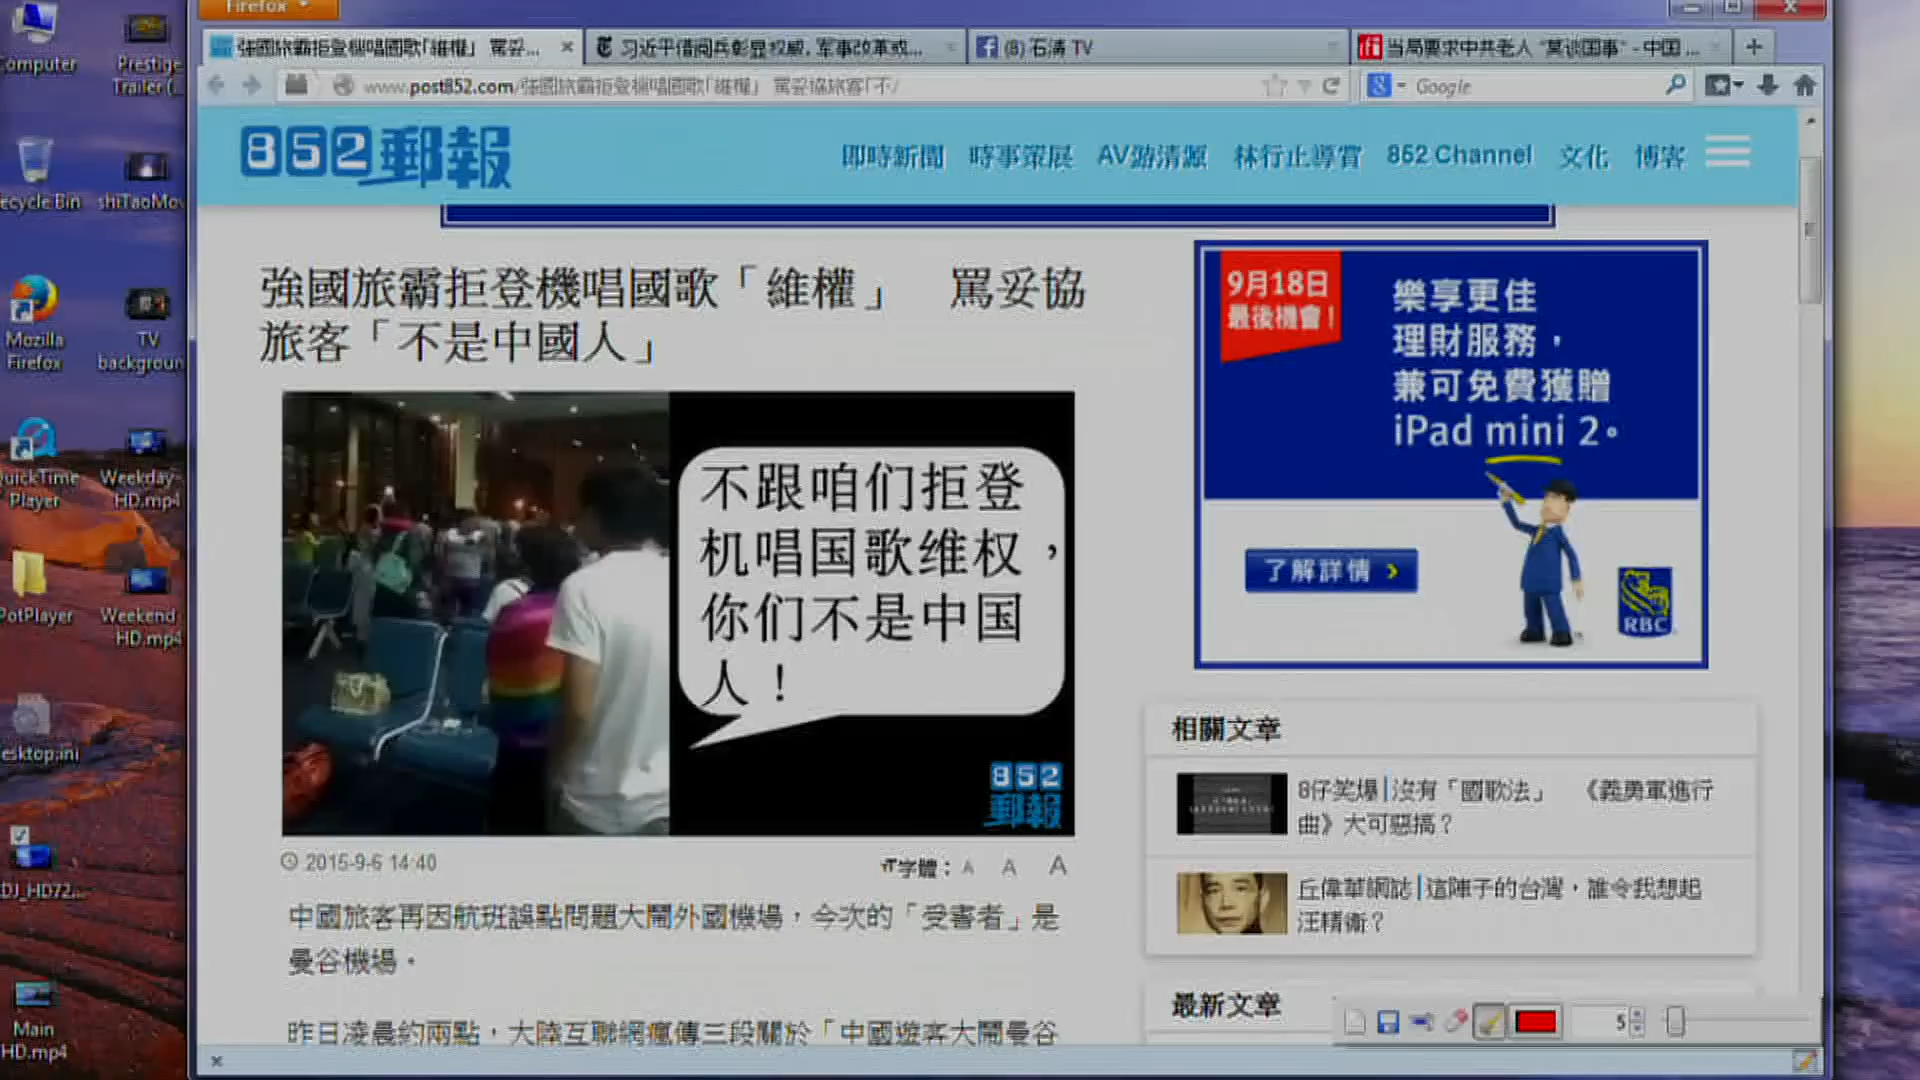 Firefox
強國旅霸拒登機唱國歌「維權」 罵妥...
习近平借阅兵彰显权威,军事改革或...
(8) 石涛 TV
当局要求中共老人 "莫谈国事" - 中国 ...
www.post852.com/強國旅霸拒登機唱國歌「維權」 罵妥協旅客「不/
Google
852郵報
即時新聞 時事策展 AV游清源 林行止導賞 852 Channel 文化 博客
強國旅霸拒登機唱國歌「維權」 罵妥協
旅客「不是中國人」
不跟咱们拒登
机唱国歌维权,
你们不是中国
人!
852
郵報
2015-9-6 14:40
字體: A A A
中國旅客再因航班誤點問題大鬧外國機場,今次的「受害者」是
曼谷機場。
昨日凌晨約兩點,大陸互聯網瘋傳三段關於「中國遊客大鬧曼谷
9月18日
最後機會!
樂享更佳
理財服務,
兼可免費獲贈
iPad mini 2。
了解詳情
RBC
相關文章
8仔笑爆│沒有「國歌法」 《義勇軍進行
曲》大可惡搞?
丘偉華網誌│這陣子的台灣,誰令我想起
汪精衛?
最新文章
5
Computer
Prestige
Trailer (...
ecycle Bin
shiTaoMov
Mozilla
Firefox
TV
backgroun
QuickTime
Player
Weekday-
HD.mp4
PotPlayer
Weekend
HD.mp4
esktop.ini
DJ_HD72...
Main
HD.mp4